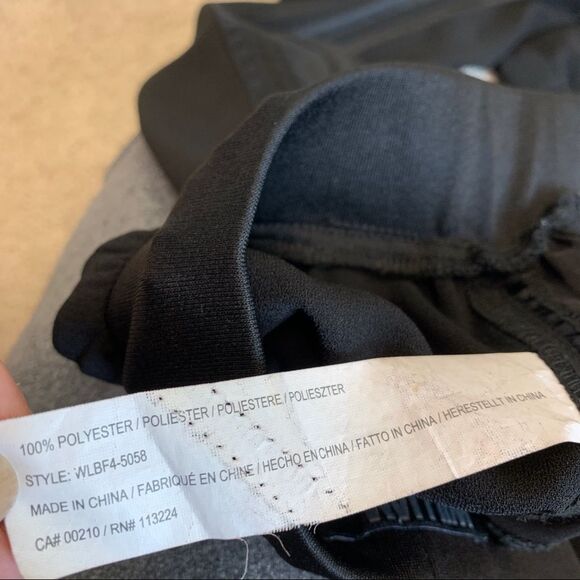 100% POLYESTER / POLIESTER / POLIESTERE / POLIESZTER
STYLE: WLBF4-5058
MADE IN CHINA / FABRIQUÉ EN CHINE / HECHO EN CHINA / FATTO IN CHINA / HERESTELLT IN CHINA
CA# 00210 / RN# 113224